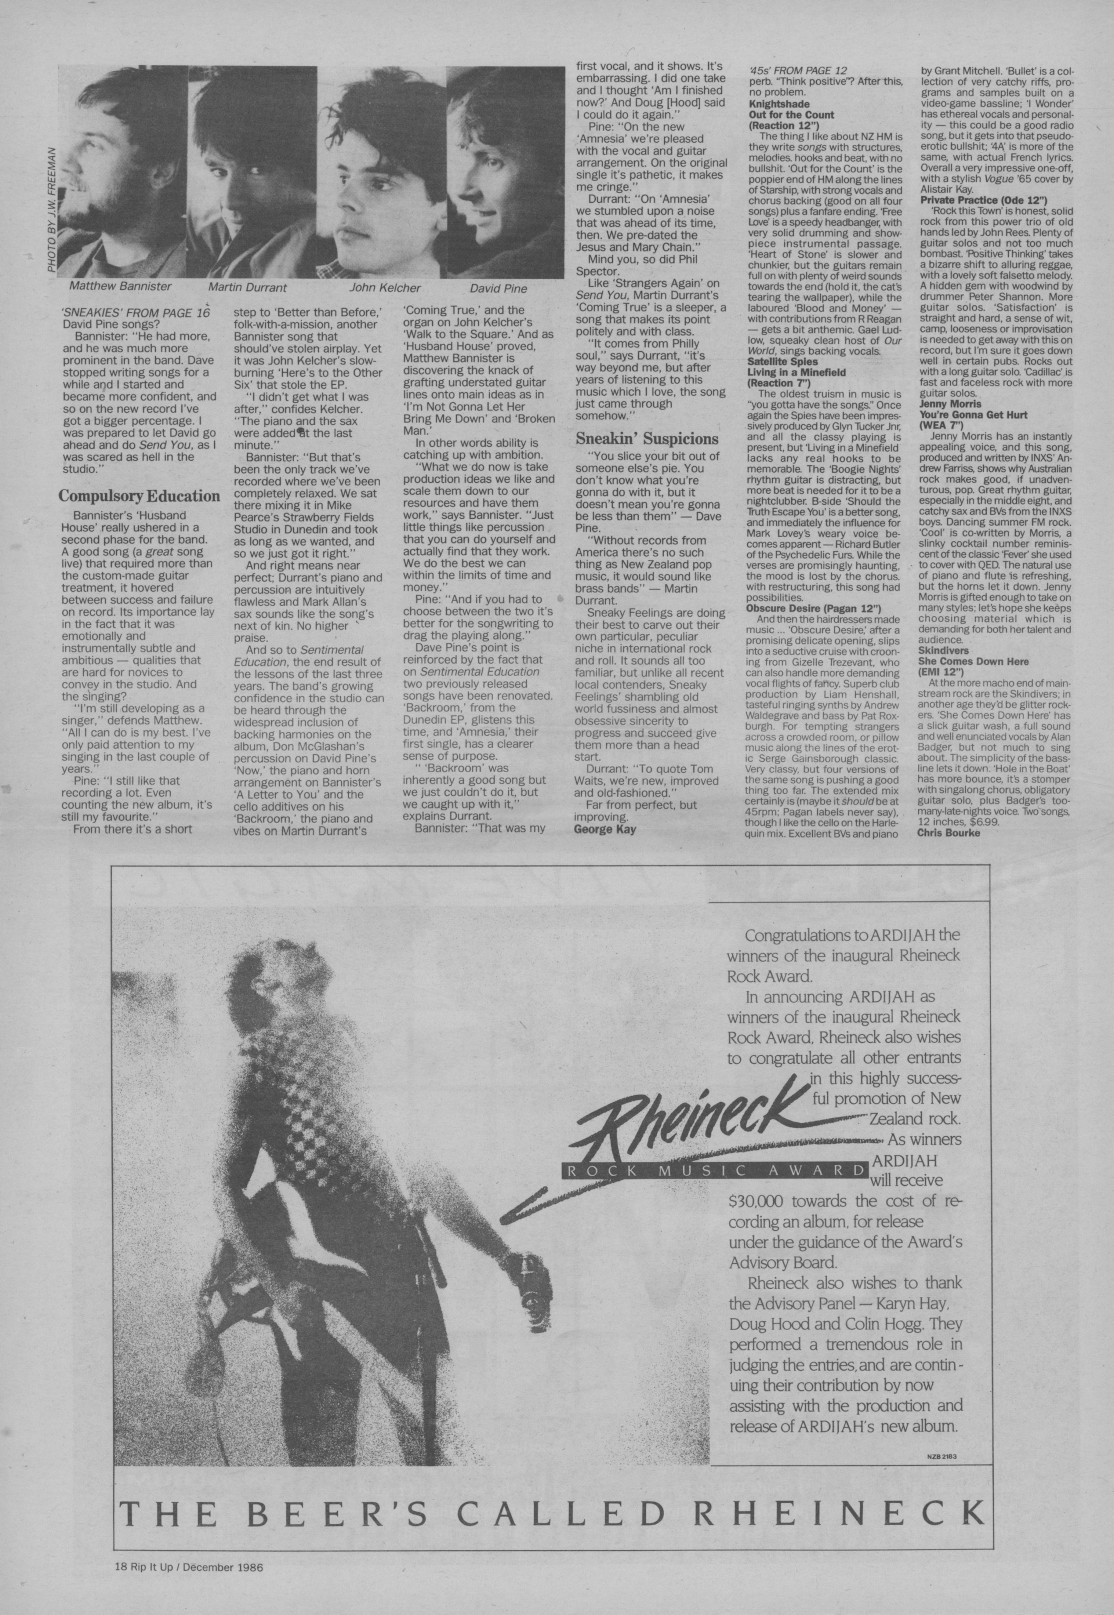 PHOTO BY J.W. FREEMAN
Matthew Bannister
Martin Durrant
John Kelcher
David Pine
'SNEAKIES' FROM PAGE 16
David Pine songs?
Bannister: "He had more,
and he was much more
prominent in the band. Dave
stopped writing songs for a
while and I started and
became more confident, and
so on the new record I've
got a bigger percentage. I
was prepared to let David go
ahead and do Send You, as I
was scared as hell in the
studio."
Compulsory Education
Bannister's 'Husband
House' really ushered in a
second phase for the band.
A good song (a great song
live) that required more than
the custom-made guitar
treatment, it hovered
between success and failure
on record. Its importance lay
in the fact that it was
emotionally and
instrumentally subtle and
ambitious — qualities that
are hard for novices to
convey in the studio. And
the singing?
"I'm still developing as a
singer," defends Matthew.
"All I can do is my best. I've
only paid attention to my
singing in the last couple of
years."
Pine: "I still like that
recording a lot. Even
counting the new album, it's
still my favourite."
From there it's a short
step to 'Better than Before,'
folk-with-a-mission, another
Bannister song that
should've stolen airplay. Yet
it was John Kelcher's slow-
burning 'Here's to the Other
Six' that stole the EP.
"I didn't get what I was
after," confides Kelcher.
"The piano and the sax
were added at the last
minute."
Bannister: "But that's
been the only track we've
recorded where we've been
completely relaxed. We sat
there mixing it in Mike
Pearce's Strawberry Fields
Studio in Dunedin and took
as long as we wanted, and
so we just got it right."
And right means near
perfect; Durrant's piano and
percussion are intuitively
flawless and Mark Allan's
sax sounds like the song's
next of kin. No higher
praise.
And so to Sentimental
Education, the end result of
the lessons of the last three
years. The band's growing
confidence in the studio can
be heard through the
widespread inclusion of
backing harmonies on the
album, Don McGlashan's
percussion on David Pine's
'Now,' the piano and horn
arrangement on Bannister's
'A Letter to You' and the
cello additives on his
'Backroom,' the piano and
vibes on Martin Durrant's
'Coming True,' and the
organ on John Kelcher's
'Walk to the Square.' And as
'Husband House' proved,
Matthew Bannister is
discovering the knack of
grafting understated guitar
lines onto main ideas as in
'I'm Not Gonna Let Her
Bring Me Down' and 'Broken
Man.'
In other words ability is
catching up with ambition.
"What we do now is take
production ideas we like and
scale them down to our
resources and have them
work," says Bannister. "Just
little things like percussion
that you can do yourself and
actually find that they work.
We do the best we can
within the limits of time and
money."
Pine: "And if you had to
choose between the two it's
better for the songwriting to
drag the playing along."
Dave Pine's point is
reinforced by the fact that
on Sentimental Education
two previously released
songs have been renovated.
'Backroom,' from the
Dunedin EP, glistens this
time, and 'Amnesia,' their
first single, has a clearer
sense of purpose.
" 'Backroom' was
inherently a good song but
we just couldn't do it, but
we caught up with it,"
explains Durrant.
Bannister: "That was my
first vocal, and it shows. It's
embarrassing. I did one take
and I thought 'Am I finished
now?' And Doug [Hood] said
I could do it again."
Pine: "On the new
'Amnesia' we're pleased
with the vocal and guitar
arrangement. On the original
single it's pathetic, it makes
me cringe."
Durrant: "On 'Amnesia'
we stumbled upon a noise
that was ahead of its time,
then. We pre-dated the
Jesus and Mary Chain."
Mind you, so did Phil
Spector.
Like 'Strangers Again' on
Send You, Martin Durrant's
'Coming True' is a sleeper, a
song that makes its point
politely and with class.
"It comes from Philly
soul," says Durrant, "it's
way beyond me, but after
years of listening to this
music which I love, the song
just came through
somehow."
Sneakin' Suspicions
"You slice your bit out of
someone else's pie. You
don't know what you're
gonna do with it, but it
doesn't mean you're gonna
be less than them" — Dave
Pine.
"Without records from
America there's no such
thing as New Zealand pop
music, it would sound like
brass bands" — Martin
Durrant.
Sneaky Feelings are doing
their best to carve out their
own particular, peculiar
niche in international rock
and roll. It sounds all too
familiar, but unlike all recent
local contenders, Sneaky
Feelings' shambling old
world fussiness and almost
obsessive sincerity to
progress and succeed give
them more than a head
start.
Durrant: "To quote Tom
Waits, we're new, improved
and old-fashioned."
Far from perfect, but
improving.
George Kay
'45s' FROM PAGE 12
perb. "Think positive"? After this,
no problem.
Knightshade
Out for the Count
(Reaction 12")
The thing I like about NZ HM is
they write songs with structures,
melodies, hooks and beat, with no
bullshit. 'Out for the Count' is the
poppier end of HM along the lines
of Starship, with strong vocals and
chorus backing (good on all four
songs) plus a fanfare ending. 'Free
Love' is a speedy headbanger, with
very solid drumming and show-
piece instrumental passage.
'Heart of Stone' is slower and
chunkier, but the guitars remain
full on with plenty of weird sounds
towards the end (hold it, the cat's
tearing the wallpaper), while the
laboured 'Blood and Money' —
with contributions from R Reagan
— gets a bit anthemic. Gael Lud-
low, squeaky clean host of Our
World, sings backing vocals.
Satellite Spies
Living in a Minefield
(Reaction 7")
The oldest truism in music is
"you gotta have the songs." Once
again the Spies have been impres-
sively produced by Glyn Tucker Jnr,
and all the classy playing is
present, but 'Living in a Minefield'
lacks any real hooks to be
memorable. The 'Boogie Nights'
rhythm guitar is distracting, but
more beat is needed for it to be a
nightclubber. B-side 'Should the
Truth Escape You' is a better song,
and immediately the influence for
Mark Lovey's weary voice be-
comes apparent — Richard Butler
of the Psychedelic Furs. While the
verses are promisingly haunting,
the mood is lost by the chorus.
with restructuring, this song had
possibilities.
Obscure Desire (Pagan 12")
And then the hairdressers made
music ... 'Obscure Desire,' after a
promising delicate opening, slips
into a seductive cruise with croon-
ing from Gizelle Trezevant, who
can also handle more demanding
vocal flights of fancy. Superb club
production by Liam Henshall,
tasteful ringing synths by Andrew
Waldegrave and bass by Pat Rox-
burgh. For tempting strangers
across a crowded room, or pillow
music along the lines of the erot-
ic Serge Gainsborough classic.
Very classy, but four versions of
the same song is pushing a good
thing too far. The extended mix
certainly is (maybe it should be at
45rpm; Pagan labels never say),
though I like the cello on the Harle-
quin mix. Excellent BVs and piano
by Grant Mitchell. 'Bullet' is a col-
lection of very catchy riffs, pro-
grams and samples built on a
video-game bassline; 'I Wonder'
has ethereal vocals and personal-
ity — this could be a good radio
song, but it gets into that pseudo-
erotic bullshit; '4A' is more of the
same, with actual French lyrics.
Overall a very impressive one-off,
with a stylish Vogue '65 cover by
Alistair Kay.
Private Practice (Ode 12")
'Rock this Town' is honest, solid
rock from this power trio of old
hands led by John Rees. Plenty of
guitar solos and not too much
bombast. 'Positive Thinking' takes
a bizarre shift to alluring reggae,
with a lovely soft falsetto melody.
A hidden gem with woodwind by
drummer Peter Shannon. More
guitar solos. 'Satisfaction' is
straight and hard, a sense of wit,
camp, looseness or improvisation
is needed to get away with this on
record, but I'm sure it goes down
well in certain pubs. Rocks out
with a long guitar solo. 'Cadillac' is
fast and faceless rock with more
guitar solos.
Jenny Morris
You're Gonna Get Hurt
(WEA 7")
Jenny Morris has an instantly
appealing voice, and this song,
produced and written by INXS' An-
drew Farriss, shows why Australian
rock makes good, if unadven-
turous, pop. Great rhythm guitar,
especially in the middle eight, and
catchy sax and BVs from the INXS
boys. Dancing summer FM rock.
'Cool' is co-written by Morris, a
slinky cocktail number reminis-
cent of the classic 'Fever' she used
to cover with QED. The natural use
of piano and flute is refreshing,
but the horns let it down. Jenny
Morris is gifted enough to take on
many styles; let's hope she keeps
choosing material which is
demanding for both her talent and
audience.
Skindivers
She Comes Down Here
(EMI 12")
At the more macho end of main-
stream rock are the Skindivers; in
another age they'd be glitter rock-
ers. 'She Comes Down Here' has
a slick guitar wash, a full sound
and well enunciated vocals by Alan
Badger, but not much to sing
about. The simplicity of the bass-
line lets it down. 'Hole in the Boat'
has more bounce, it's a stomper
with singalong chorus, obligatory
guitar solo, plus Badger's too-
many-late-nights voice. Two songs,
12 inches, $6.99.
Chris Bourke
Congratulations to ARDIJAH the
winners of the inaugural Rheineck
Rock Award.
In announcing ARDIJAH as
winners of the inaugural Rheineck
Rock Award, Rheineck also wishes
to congratulate all other entrants
in this highly success-
ful promotion of New
Zealand rock.
As winners
ARDIJAH
will receive
$30,000 towards the cost of re-
cording an album, for release
under the guidance of the Award's
Advisory Board.
Rheineck also wishes to thank
the Advisory Panel — Karyn Hay,
Doug Hood and Colin Hogg. They
performed a tremendous role in
judging the entries, and are contin-
uing their contribution by now
assisting with the production and
release of ARDIJAH's new album.
Rheineck
ROCK MUSIC AWARD
NZB 2163
THE BEER'S CALLED RHEINECK
18 Rip It Up / December 1986